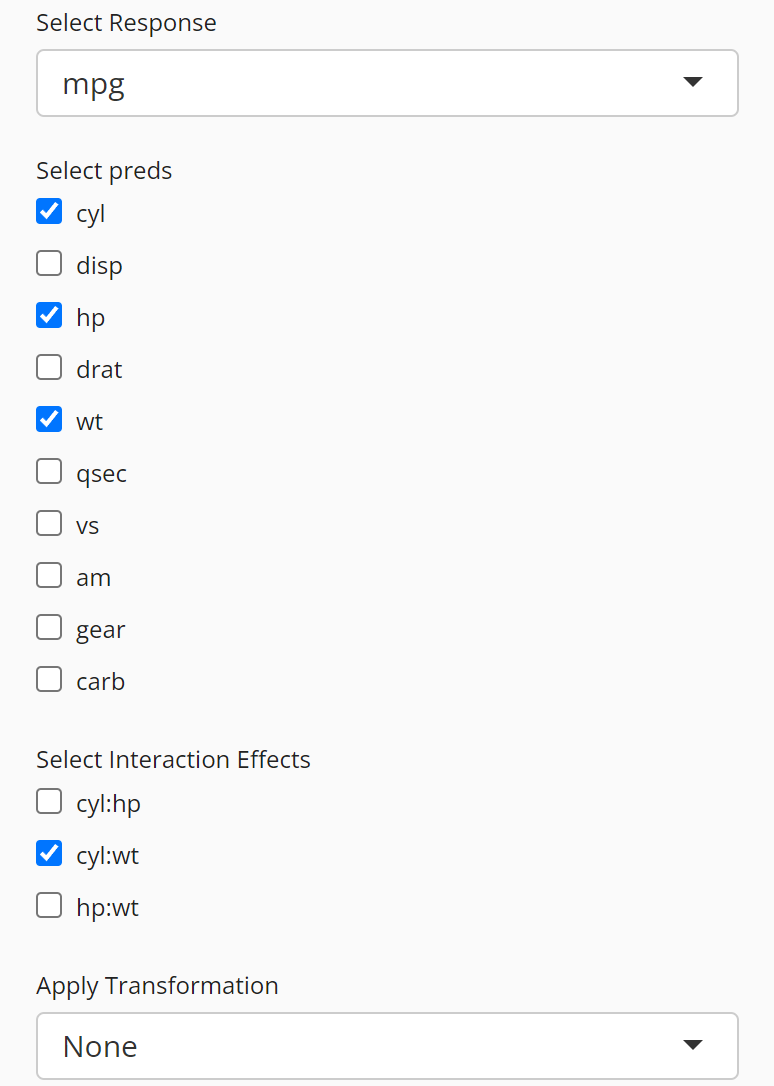 Select Response
mpg
Select preds
cyl
disp
hp
drat
wt
qsec
vs
am
gear
carb
Select Interaction Effects
cyl:hp
cyl:wt
hp:wt
Apply Transformation
None